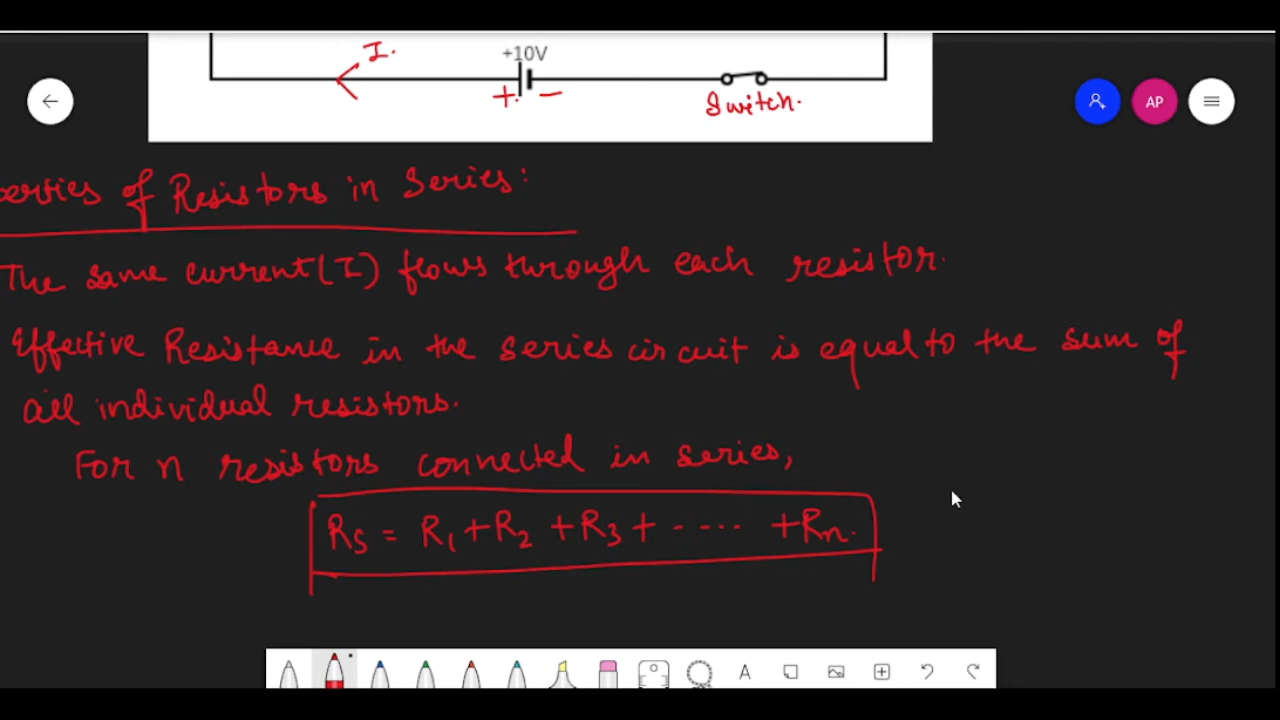 I.
+10V
+. −
Switch.
AP
perties of Resistors in Series:
The same current (I) flows through each resistor.
Effective Resistance in the series circuit is equal to the sum of
all individual resistors.
For n resistors connected in series,
Rs = R1 + R2 + R3 + ----... + Rn.
A